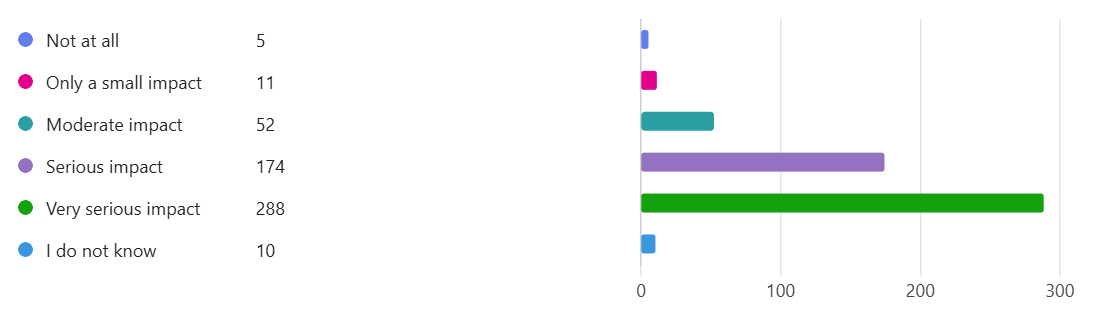 Not at all 5
Only a small impact 11
Moderate impact 52
Serious impact 174
Very serious impact 288
I do not know 10
0 100 200 300